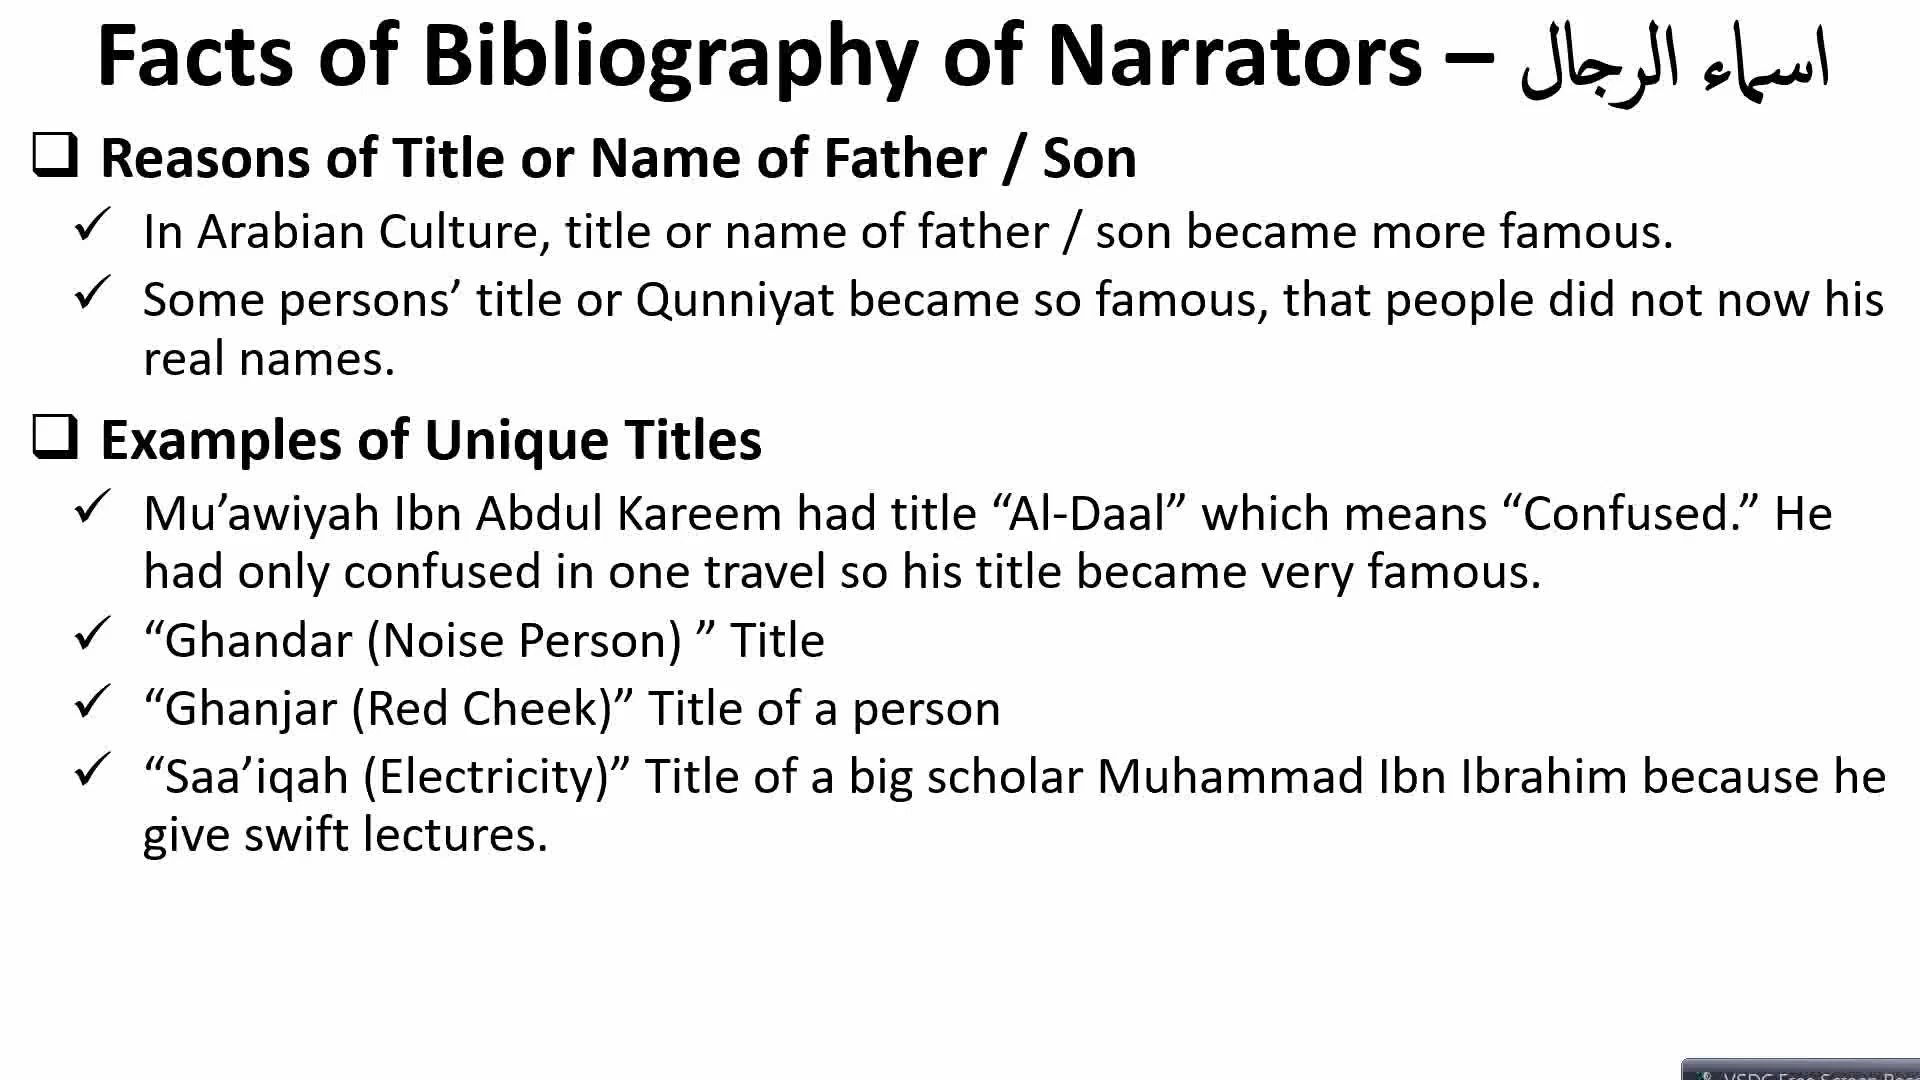 Facts of Bibliography of Narrators – اسماء الرجال
Reasons of Title or Name of Father / Son
In Arabian Culture, title or name of father / son became more famous.
Some persons’ title or Qunniyat became so famous, that people did not now his
real names.
Examples of Unique Titles
Mu’awiyah Ibn Abdul Kareem had title “Al-Daal” which means “Confused.” He
had only confused in one travel so his title became very famous.
“Ghandar (Noise Person) ” Title
“Ghanjar (Red Cheek)” Title of a person
“Saa’iqah (Electricity)” Title of a big scholar Muhammad Ibn Ibrahim because he
give swift lectures.
VSDC Free Screen